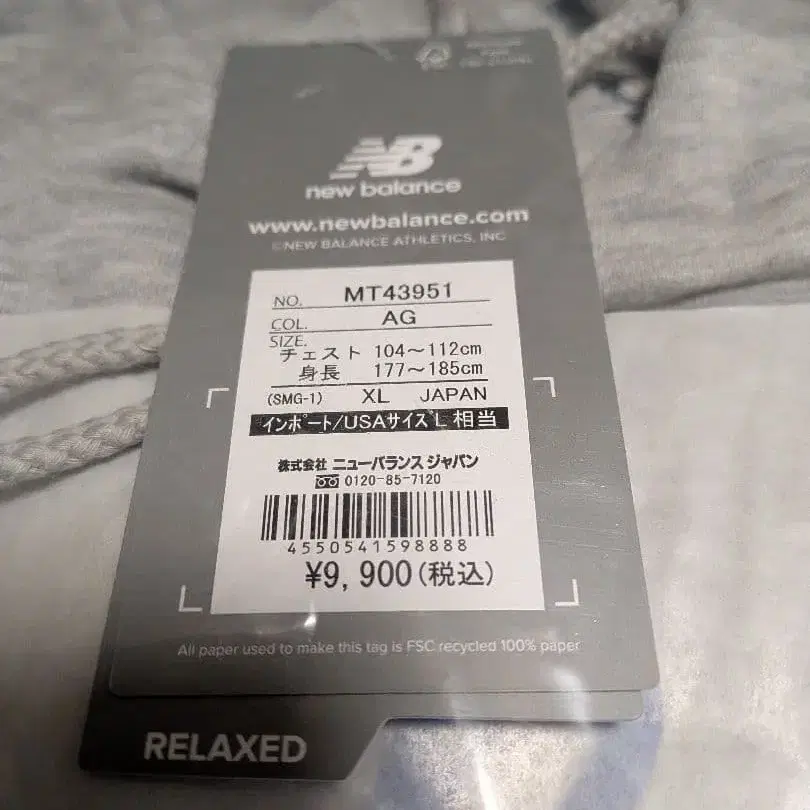 NB
new balance
www.newbalance.com
©NEW BALANCE ATHLETICS, INC
NO. MT43951
COL. AG
SIZE.
チェスト 104～112cm
身長 177～185cm
(SMG-1) XL JAPAN
インポート/USAサイズ L 相当
株式会社 ニューバランス ジャパン
0120-85-7120
4550541598888
¥9,900(税込)
All paper used to make this tag is FSC recycled 100% paper
RELAXED